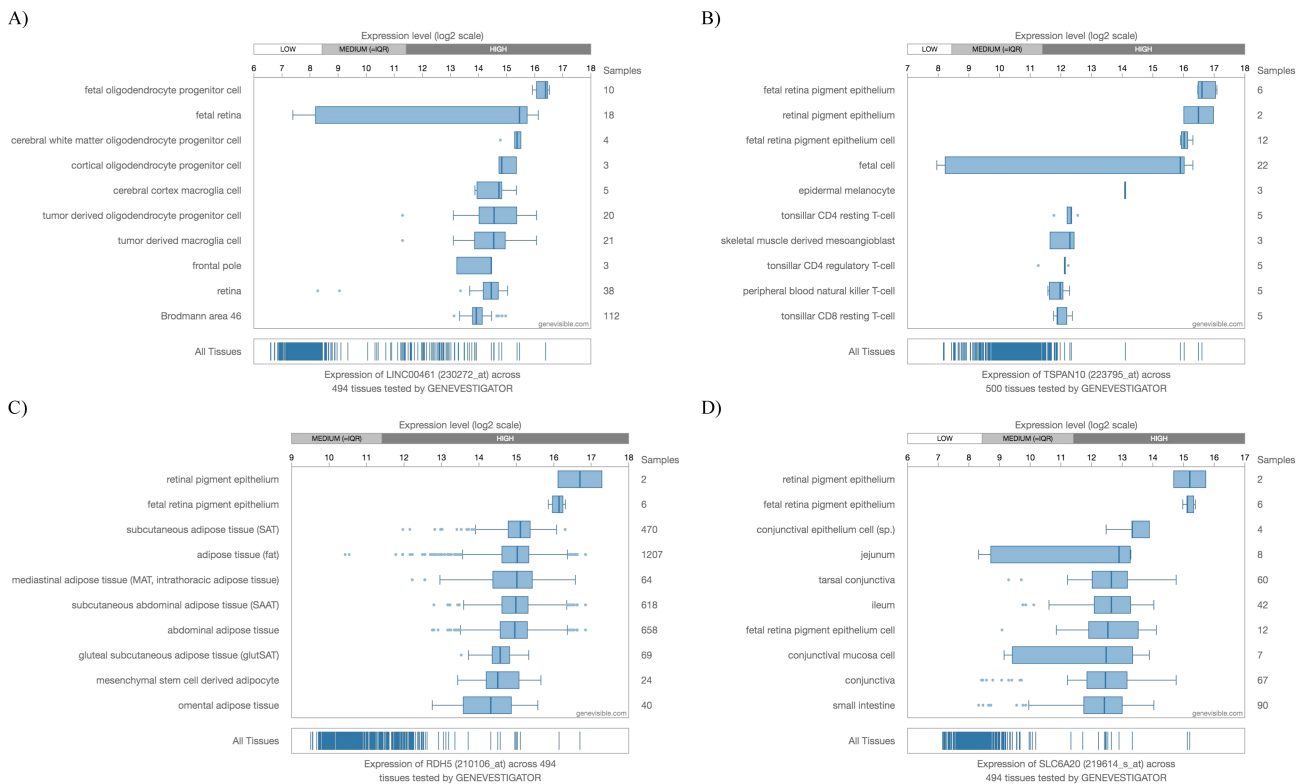 A)
Expression level (log2 scale)
LOW MEDIUM (=IQR) HIGH
6 7 8 9 10 11 12 13 14 15 16 17 18 Samples
fetal oligodendrocyte progenitor cell 10
fetal retina 18
cerebral white matter oligodendrocyte progenitor cell 4
cortical oligodendrocyte progenitor cell 3
cerebral cortex macroglia cell 5
tumor derived oligodendrocyte progenitor cell 20
tumor derived macroglia cell 21
frontal pole 3
retina 38
Brodmann area 46 112
genevisible.com
All Tissues
Expression of LINC00461 (230272_at) across
494 tissues tested by GENEVESTIGATOR
B)
Expression level (log2 scale)
LOW MEDIUM (=IQR) HIGH
7 8 9 10 11 12 13 14 15 16 17 18 Samples
fetal retina pigment epithelium 6
retinal pigment epithelium 2
fetal retina pigment epithelium cell 12
fetal cell 22
epidermal melanocyte 3
tonsillar CD4 resting T-cell 5
skeletal muscle derived mesoangioblast 3
tonsillar CD4 regulatory T-cell 5
peripheral blood natural killer T-cell 5
tonsillar CD8 resting T-cell 5
genevisible.com
All Tissues
Expression of TSPAN10 (223795_at) across
500 tissues tested by GENEVESTIGATOR
C)
Expression level (log2 scale)
MEDIUM (=IQR) HIGH
9 10 11 12 13 14 15 16 17 18 Samples
retinal pigment epithelium 2
fetal retina pigment epithelium 6
subcutaneous adipose tissue (SAT) 470
adipose tissue (fat) 1207
mediastinal adipose tissue (MAT, intrathoracic adipose tissue) 64
subcutaneous abdominal adipose tissue (SAAT) 618
abdominal adipose tissue 658
gluteal subcutaneous adipose tissue (glutSAT) 69
mesenchymal stem cell derived adipocyte 24
omental adipose tissue 40
genevisible.com
All Tissues
Expression of RDH5 (210106_at) across 494
tissues tested by GENEVESTIGATOR
D)
Expression level (log2 scale)
LOW MEDIUM (=IQR) HIGH
6 7 8 9 10 11 12 13 14 15 16 17 Samples
retinal pigment epithelium 2
fetal retina pigment epithelium 6
conjunctival epithelium cell (sp.) 4
jejunum 8
tarsal conjunctiva 60
ileum 42
fetal retina pigment epithelium cell 12
conjunctival mucosa cell 7
conjunctiva 67
small intestine 90
genevisible.com
All Tissues
Expression of SLC6A20 (219614_s_at) across
494 tissues tested by GENEVESTIGATOR